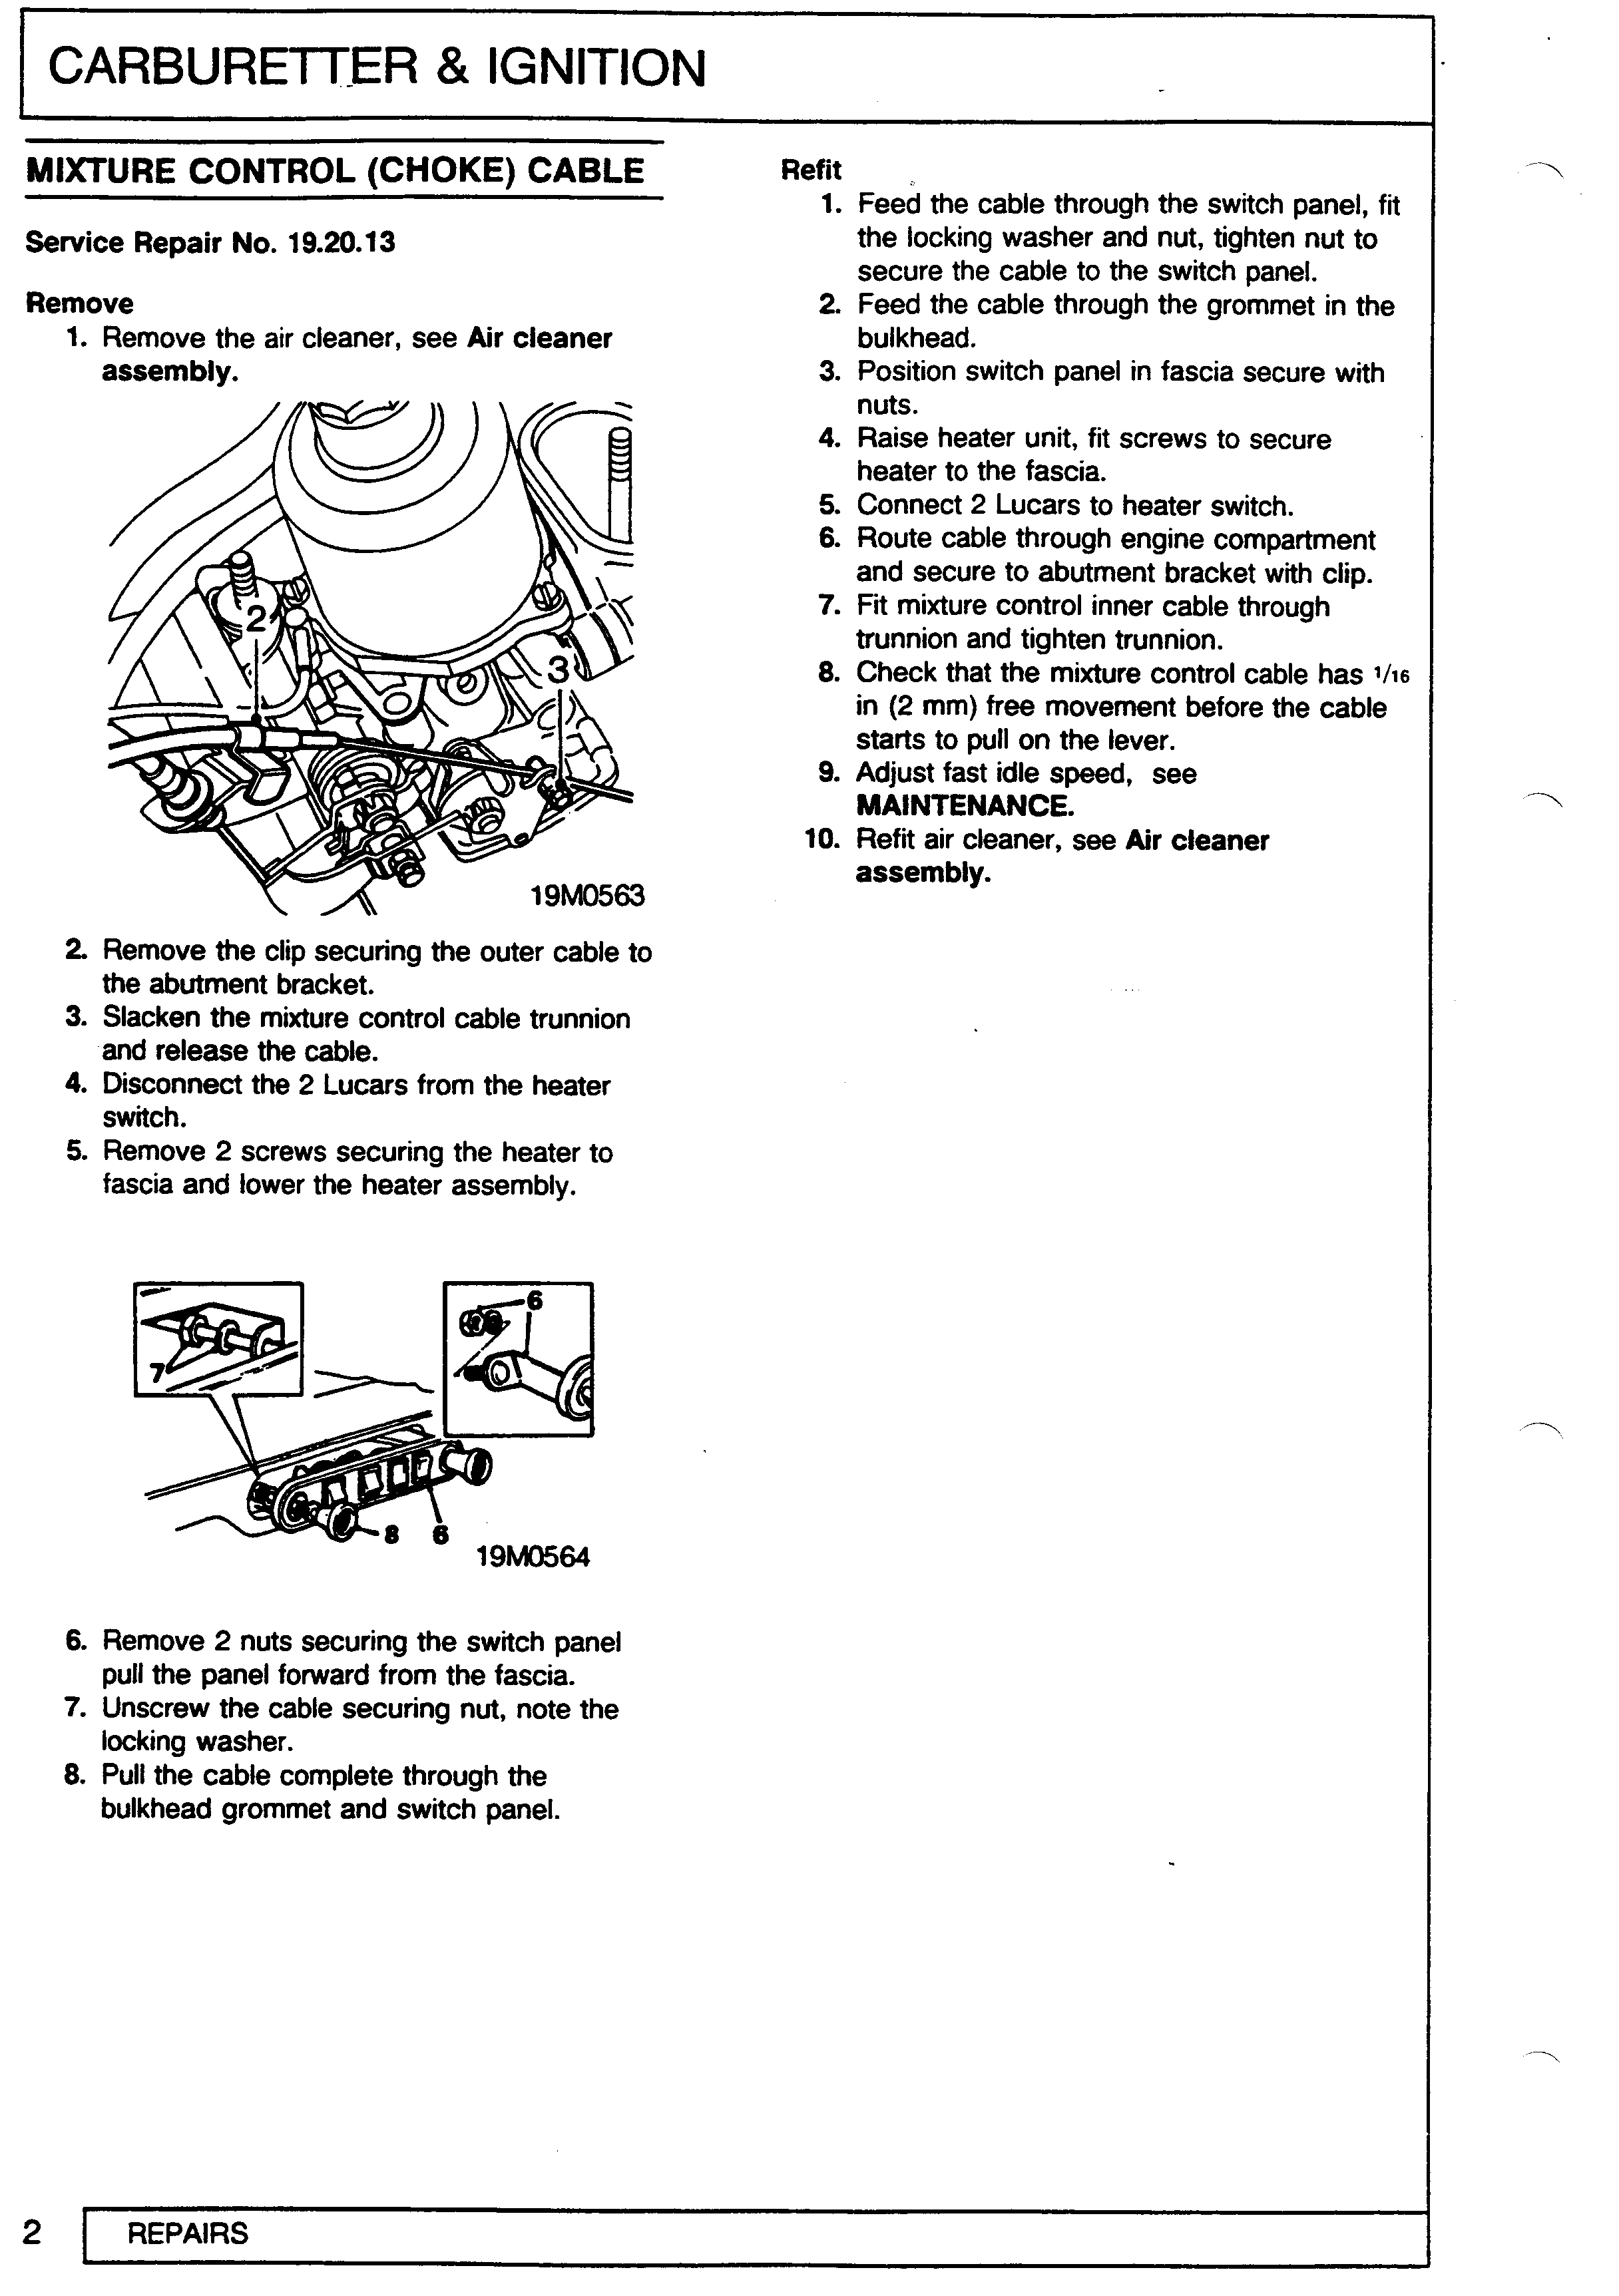 CARBURETTER & IGNITION
MIXTURE CONTROL (CHOKE) CABLE
Service Repair No. 19.20.13
Remove
1. Remove the air cleaner, see Air cleaner
assembly.
2
3
19M0563
2. Remove the clip securing the outer cable to
the abutment bracket.
3. Slacken the mixture control cable trunnion
and release the cable.
4. Disconnect the 2 Lucars from the heater
switch.
5. Remove 2 screws securing the heater to
fascia and lower the heater assembly.
6
7
8 6
19M0564
6. Remove 2 nuts securing the switch panel
pull the panel forward from the fascia.
7. Unscrew the cable securing nut, note the
locking washer.
8. Pull the cable complete through the
bulkhead grommet and switch panel.
Refit
1. Feed the cable through the switch panel, fit
the locking washer and nut, tighten nut to
secure the cable to the switch panel.
2. Feed the cable through the grommet in the
bulkhead.
3. Position switch panel in fascia secure with
nuts.
4. Raise heater unit, fit screws to secure
heater to the fascia.
5. Connect 2 Lucars to heater switch.
6. Route cable through engine compartment
and secure to abutment bracket with clip.
7. Fit mixture control inner cable through
trunnion and tighten trunnion.
8. Check that the mixture control cable has 1/16
in (2 mm) free movement before the cable
starts to pull on the lever.
9. Adjust fast idle speed, see
MAINTENANCE.
10. Refit air cleaner, see Air cleaner
assembly.
2 REPAIRS